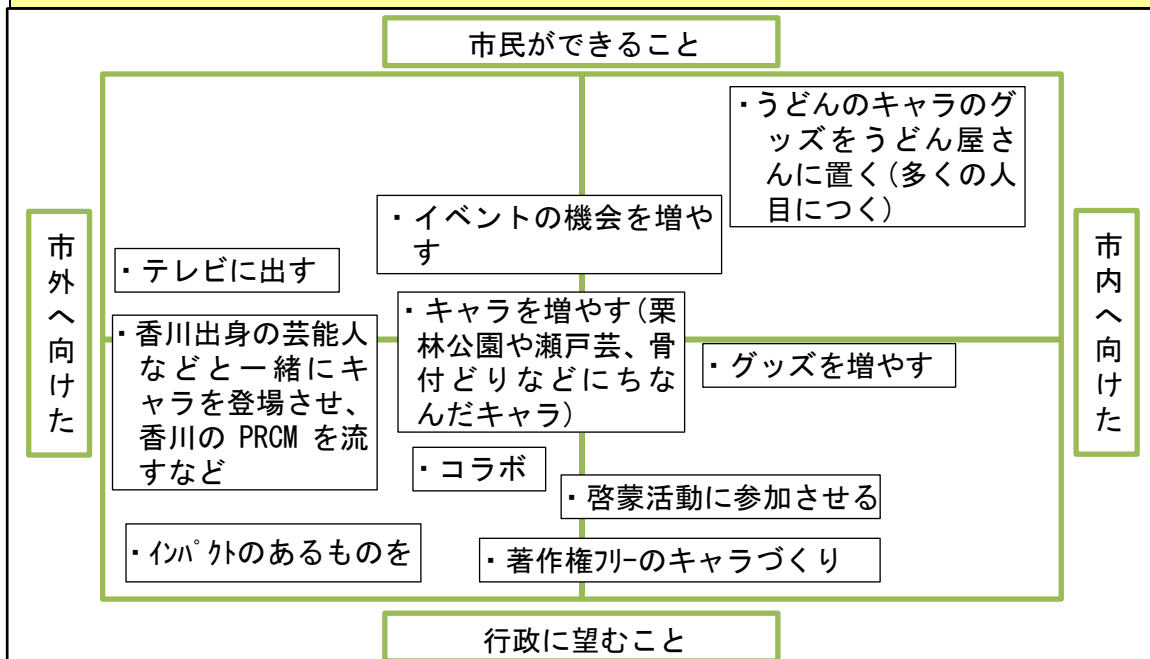 市民ができること
・うどんのキャラのグ
ッズをうどん屋さ
んに置く(多くの人
目につく)
・イベントの機会を増や
す
市外へ向けた
・テレビに出す
市内へ向けた
・キャラを増やす(栗
林公園や瀬戸芸、骨
付どりなどにちな
んだキャラ)
・香川出身の芸能人
などと一緒にキ
ャラを登場させ、
香川の PRCM を流
すなど
・グッズを増やす
・コラボ
・啓蒙活動に参加させる
・ｲﾝﾊﾟｸﾄのあるものを
・著作権ﾌﾘｰのキャラづくり
行政に望むこと